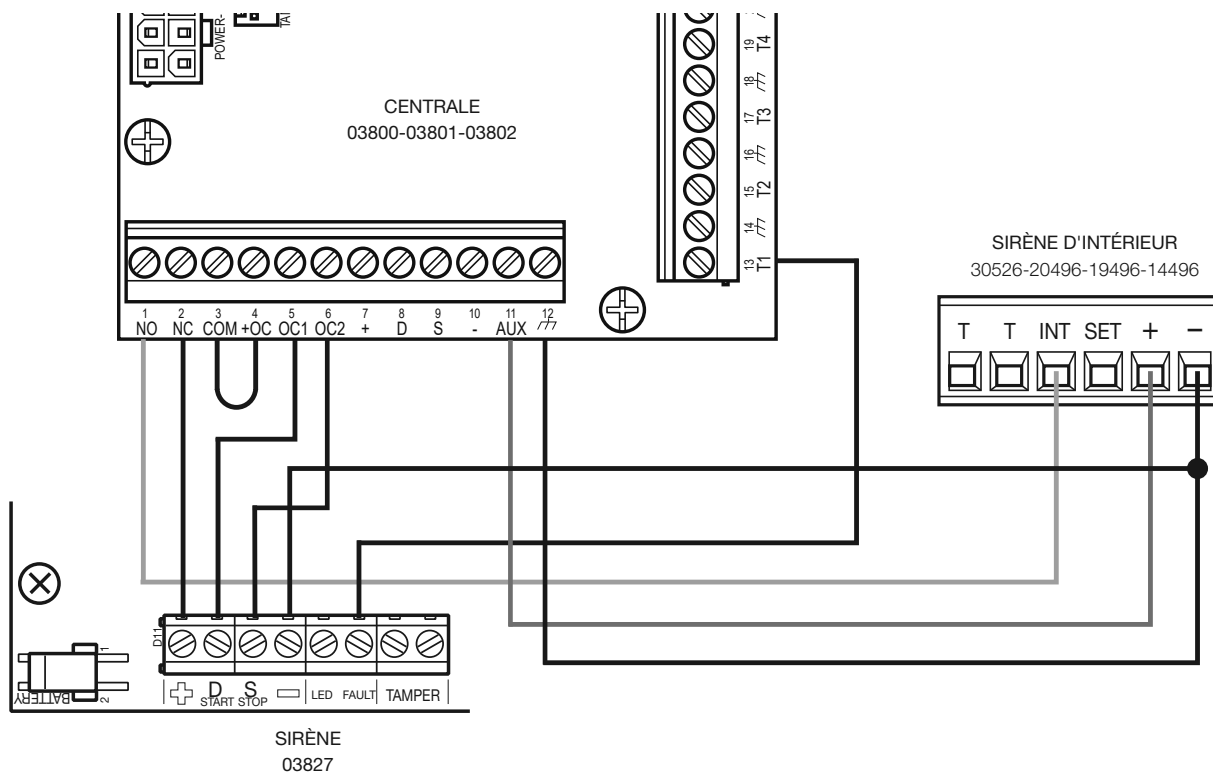 POWER-
TA
CENTRALE
03800-03801-03802
19 T4
18
17 T3
16
15 T2
14
13 T1
1 2 3 4 5 6 7 8 9 10 11 12
NO NC COM +OC OC1 OC2 + D S - AUX
SIRÈNE D'INTÉRIEUR
30526-20496-19496-14496
T T INT SET + −
D11
BATTERY
1
2
D S
START STOP
LED FAULT TAMPER
SIRÈNE
03827